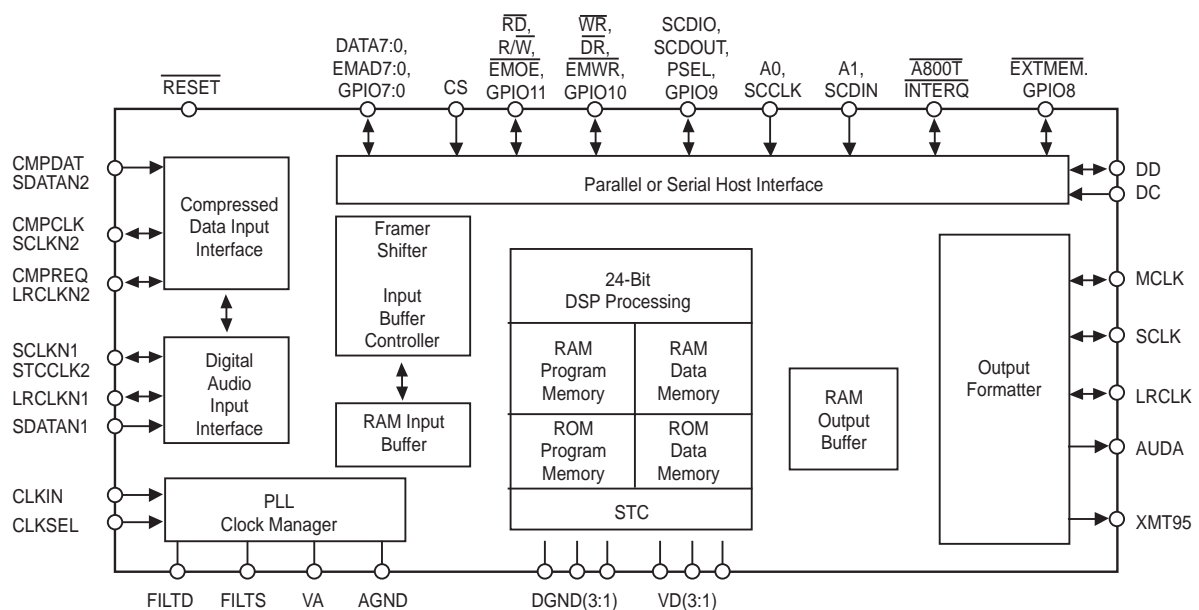 RESET
DATA7:0,
EMAD7:0,
GPIO7:0
CS
RD,
R/W,
EMOE,
GPIO11
WR,
DR,
EMWR,
GPIO10
SCDIO,
SCDOUT,
PSEL,
GPIO9
A0,
SCCLK
A1,
SCDIN
A800T
INTERQ
EXTMEM.
GPIO8
CMPDAT
SDATAN2
CMPCLK
SCLKN2
CMPREQ
LRCLKN2
SCLKN1
STCCLK2
LRCLKN1
SDATAN1
CLKIN
CLKSEL
Compressed
Data Input
Interface
Digital
Audio
Input
Interface
PLL
Clock Manager
Parallel or Serial Host Interface
Framer
Shifter
Input
Buffer
Controller
RAM Input
Buffer
24-Bit
DSP Processing
RAM
Program
Memory
RAM
Data
Memory
ROM
Program
Memory
ROM
Data
Memory
STC
RAM
Output
Buffer
Output
Formatter
DD
DC
MCLK
SCLK
LRCLK
AUDA
XMT95
FILTD
FILTS
VA
AGND
DGND(3:1)
VD(3:1)